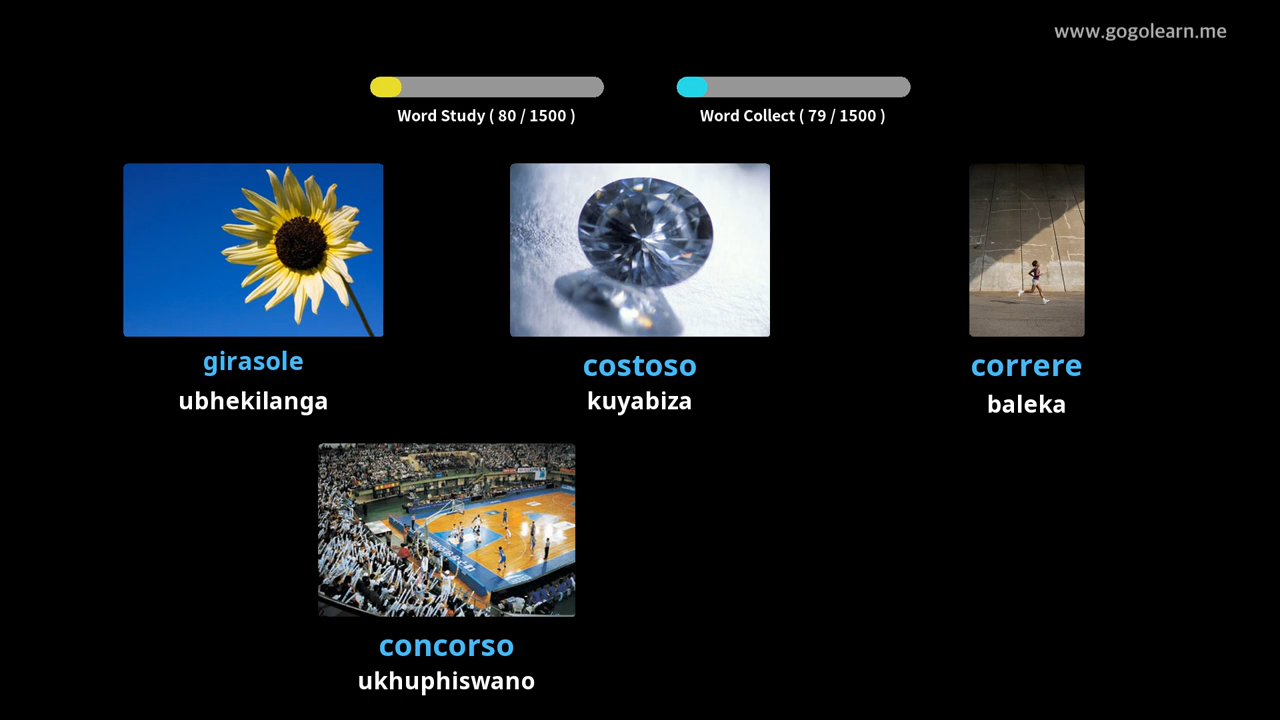 www.gogolearn.me
Word Study ( 80 / 1500 )
Word Collect ( 79 / 1500 )
girasole
ubhekilanga
costoso
kuyabiza
correre
baleka
concorso
ukhuphiswano